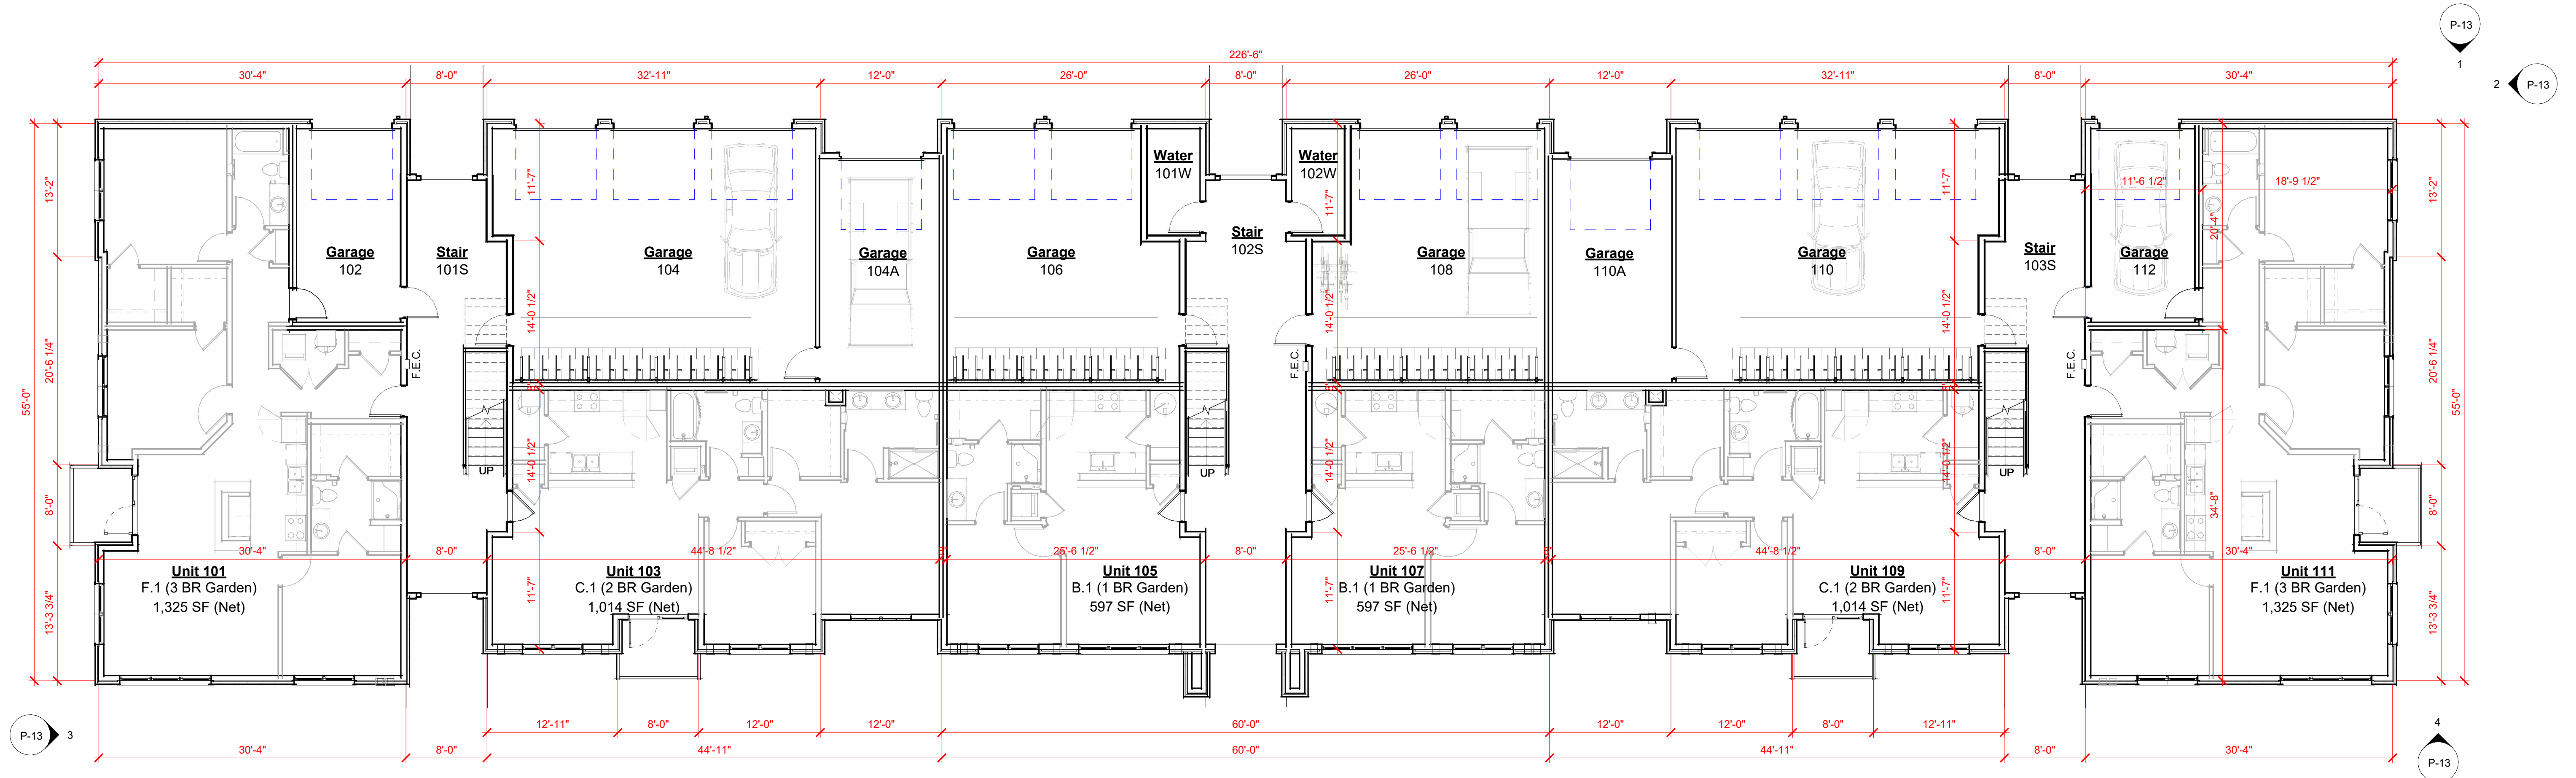 P-13
1
2
P-13
226'-6"
30'-4"
8'-0"
32'-11"
12'-0"
26'-0"
8'-0"
26'-0"
12'-0"
32'-11"
8'-0"
30'-4"
55'-0"
13'-2"
20'-6 1/4"
8'-0"
13'-3 3/4"
Garage
102
Stair
101S
11'-7"
14'-0 1/2"
Garage
104
Garage
104A
Garage
106
Water
101W
Stair
102S
Water
102W
11'-7"
14'-0 1/2"
Garage
108
Garage
110A
Garage
110
11'-7"
14'-0 1/2"
Stair
103S
Garage
112
11'-6 1/2"
18'-9 1/2"
20'-4"
13'-2"
20'-6 1/4"
8'-0"
13'-3 3/4"
55'-0"
F.E.C.
F.E.C.
F.E.C.
UP
UP
UP
14'-0 1/2"
14'-0 1/2"
14'-0 1/2"
34'-8"
30'-4"
8'-0"
44'-8 1/2"
25'-6 1/2"
8'-0"
25'-6 1/2"
44'-8 1/2"
8'-0"
30'-4"
11'-7"
11'-7"
11'-7"
Unit 101
F.1 (3 BR Garden)
1,325 SF (Net)
Unit 103
C.1 (2 BR Garden)
1,014 SF (Net)
Unit 105
B.1 (1 BR Garden)
597 SF (Net)
Unit 107
B.1 (1 BR Garden)
597 SF (Net)
Unit 109
C.1 (2 BR Garden)
1,014 SF (Net)
Unit 111
F.1 (3 BR Garden)
1,325 SF (Net)
12'-11"
8'-0"
12'-0"
12'-0"
60'-0"
12'-0"
12'-0"
8'-0"
12'-11"
30'-4"
8'-0"
44'-11"
60'-0"
44'-11"
8'-0"
30'-4"
P-13
3
4
P-13